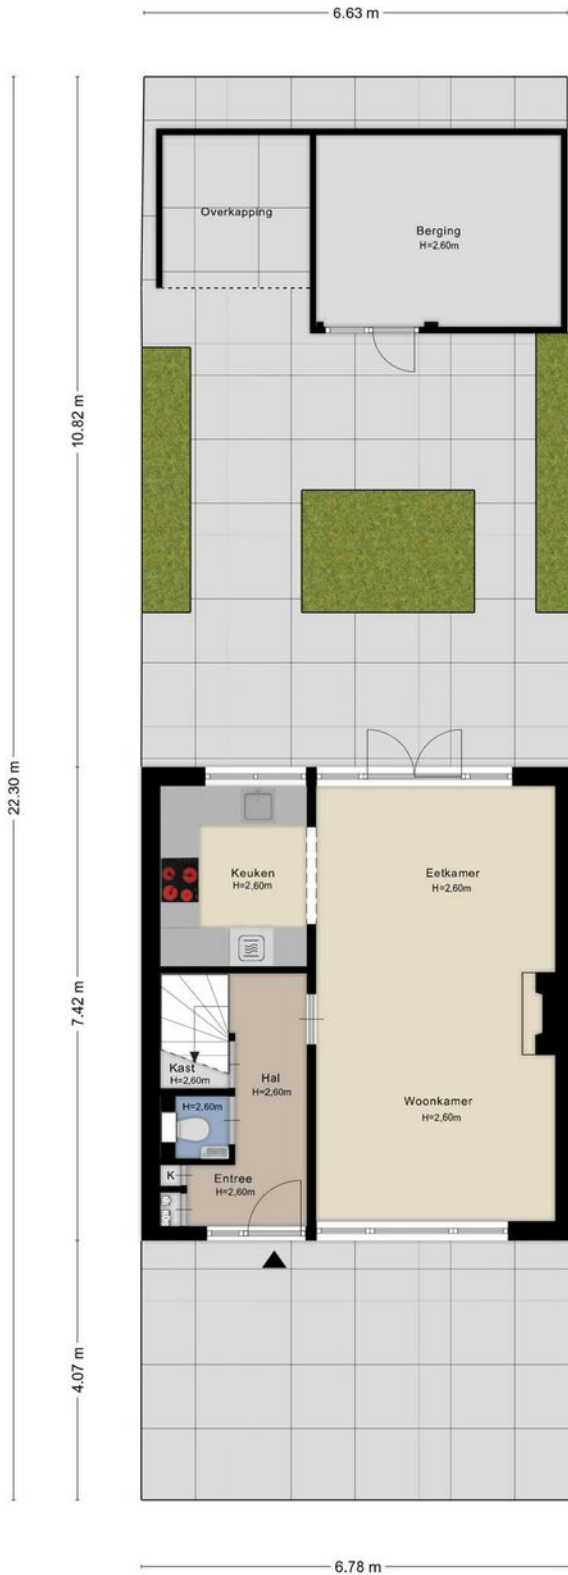 6.63 m
Overkapping
Berging
H=2,60m
10.82 m
22.30 m
Keuken
H=2,60m
Eetkamer
H=2,60m
7.42 m
Kast
H=2,60m
Hal
H=2,60m
H=2,60m
Woonkamer
H=2,60m
K
Entree
H=2,60m
4.07 m
6.78 m